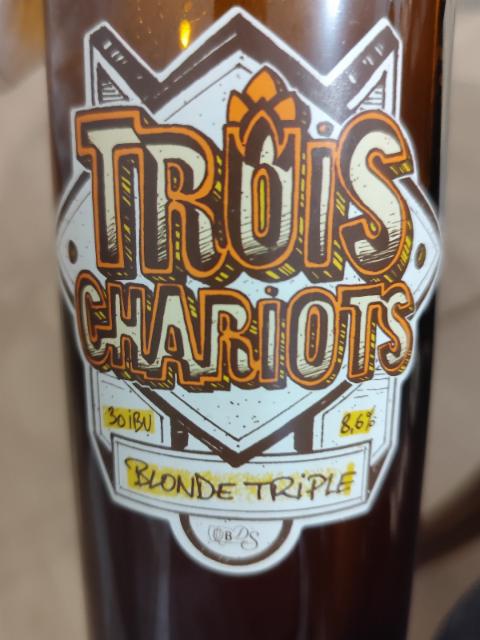 TROiS
CHARiOTS
30 iBU
8,6%
BLONDE TRiPLE